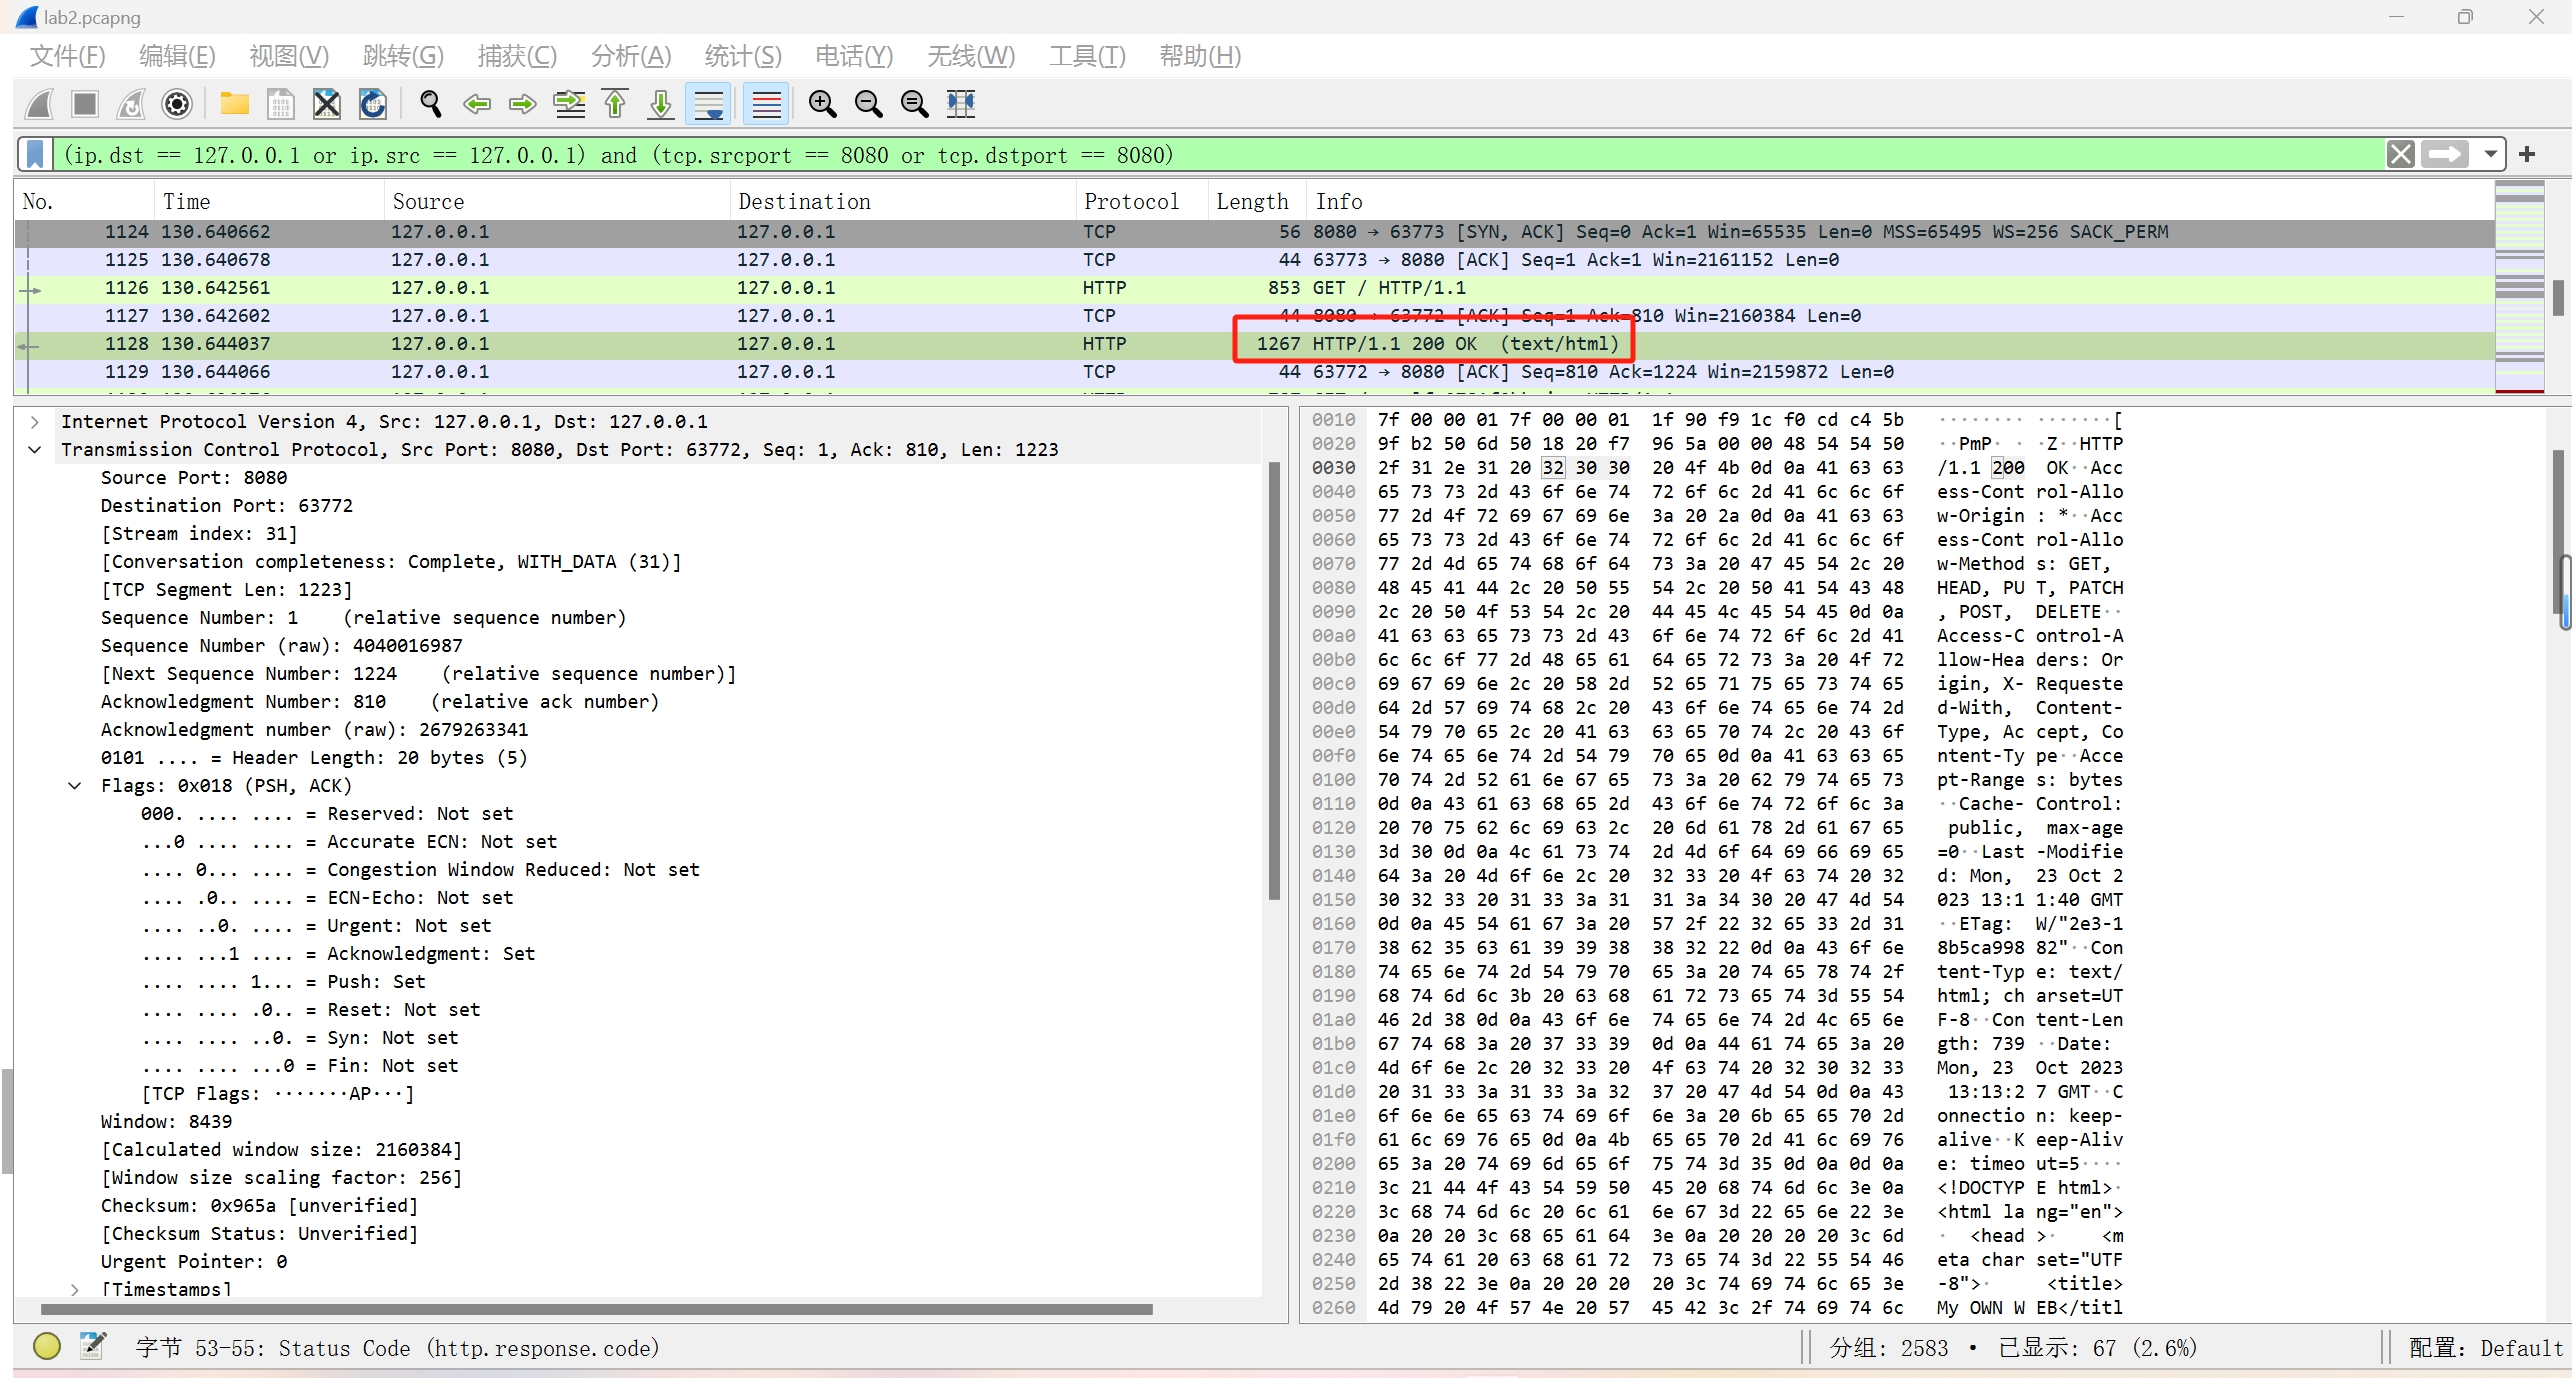 lab2.pcapng
文件(F) 编辑(E) 视图(V) 跳转(G) 捕获(C) 分析(A) 统计(S) 电话(Y) 无线(W) 工具(T) 帮助(H)
(ip.dst == 127.0.0.1 or ip.src == 127.0.0.1) and (tcp.srcport == 8080 or tcp.dstport == 8080)
No. Time Source Destination Protocol Length Info
1124 130.640662 127.0.0.1 127.0.0.1 TCP 56 8080 → 63773 [SYN, ACK] Seq=0 Ack=1 Win=65535 Len=0 MSS=65495 WS=256 SACK_PERM
1125 130.640678 127.0.0.1 127.0.0.1 TCP 44 63773 → 8080 [ACK] Seq=1 Ack=1 Win=2161152 Len=0
1126 130.642561 127.0.0.1 127.0.0.1 HTTP 853 GET / HTTP/1.1
1127 130.642602 127.0.0.1 127.0.0.1 TCP 44 8080 → 63772 [ACK] Seq=1 Ack=810 Win=2160384 Len=0
1128 130.644037 127.0.0.1 127.0.0.1 HTTP 1267 HTTP/1.1 200 OK (text/html)
1129 130.644066 127.0.0.1 127.0.0.1 TCP 44 63772 → 8080 [ACK] Seq=810 Ack=1224 Win=2159872 Len=0
Internet Protocol Version 4, Src: 127.0.0.1, Dst: 127.0.0.1
Transmission Control Protocol, Src Port: 8080, Dst Port: 63772, Seq: 1, Ack: 810, Len: 1223
Source Port: 8080
Destination Port: 63772
[Stream index: 31]
[Conversation completeness: Complete, WITH_DATA (31)]
[TCP Segment Len: 1223]
Sequence Number: 1 (relative sequence number)
Sequence Number (raw): 4040016987
[Next Sequence Number: 1224 (relative sequence number)]
Acknowledgment Number: 810 (relative ack number)
Acknowledgment number (raw): 2679263341
0101 .... = Header Length: 20 bytes (5)
Flags: 0x018 (PSH, ACK)
000. .... .... = Reserved: Not set
...0 .... .... = Accurate ECN: Not set
.... 0... .... = Congestion Window Reduced: Not set
.... .0.. .... = ECN-Echo: Not set
.... ..0. .... = Urgent: Not set
.... ...1 .... = Acknowledgment: Set
.... .... 1... = Push: Set
.... .... .0.. = Reset: Not set
.... .... ..0. = Syn: Not set
.... .... ...0 = Fin: Not set
[TCP Flags: ·······AP···]
Window: 8439
[Calculated window size: 2160384]
[Window size scaling factor: 256]
Checksum: 0x965a [unverified]
[Checksum Status: Unverified]
Urgent Pointer: 0
[Timestamps]
0010 7f 00 00 01 7f 00 00 01 1f 90 f9 1c f0 cd c4 5b ········ ·······[
0020 9f b2 50 6d 50 18 20 f7 96 5a 00 00 48 54 54 50 ··PmP· · ·Z··HTTP
0030 2f 31 2e 31 20 32 30 30 20 4f 4b 0d 0a 41 63 63 /1.1 200 OK··Acc
0040 65 73 73 2d 43 6f 6e 74 72 6f 6c 2d 41 6c 6c 6f ess-Cont rol-Allo
0050 77 2d 4f 72 69 67 69 6e 3a 20 2a 0d 0a 41 63 63 w-Origin : *··Acc
0060 65 73 73 2d 43 6f 6e 74 72 6f 6c 2d 41 6c 6c 6f ess-Cont rol-Allo
0070 77 2d 4d 65 74 68 6f 64 73 3a 20 47 45 54 2c 20 w-Method s: GET,
0080 48 45 41 44 2c 20 50 55 54 2c 20 50 41 54 43 48 HEAD, PU T, PATCH
0090 2c 20 50 4f 53 54 2c 20 44 45 4c 45 54 45 0d 0a , POST, DELETE··
00a0 41 63 63 65 73 73 2d 43 6f 6e 74 72 6f 6c 2d 41 Access-C ontrol-A
00b0 6c 6c 6f 77 2d 48 65 61 64 65 72 73 3a 20 4f 72 llow-Hea ders: Or
00c0 69 67 69 6e 2c 20 58 2d 52 65 71 75 65 73 74 65 igin, X- Requeste
00d0 64 2d 57 69 74 68 2c 20 43 6f 6e 74 65 6e 74 2d d-With, Content-
00e0 54 79 70 65 2c 20 41 63 63 65 70 74 2c 20 43 6f Type, Ac cept, Co
00f0 6e 74 65 6e 74 2d 54 79 70 65 0d 0a 41 63 63 65 ntent-Ty pe··Acce
0100 70 74 2d 52 61 6e 67 65 73 3a 20 62 79 74 65 73 pt-Range s: bytes
0110 0d 0a 43 61 63 68 65 2d 43 6f 6e 74 72 6f 6c 3a ··Cache- Control:
0120 20 70 75 62 6c 69 63 2c 20 6d 61 78 2d 61 67 65 public, max-age
0130 3d 30 0d 0a 4c 61 73 74 2d 4d 6f 64 69 66 69 65 =0··Last -Modifie
0140 64 3a 20 4d 6f 6e 2c 20 32 33 20 4f 63 74 20 32 d: Mon, 23 Oct 2
0150 30 32 33 20 31 33 3a 31 31 3a 34 30 20 47 4d 54 023 13:1 1:40 GMT
0160 0d 0a 45 54 61 67 3a 20 57 2f 22 32 65 33 2d 31 ··ETag: W/"2e3-1
0170 38 62 35 63 61 39 39 38 38 32 22 0d 0a 43 6f 6e 8b5ca998 82"··Con
0180 74 65 6e 74 2d 54 79 70 65 3a 20 74 65 78 74 2f tent-Typ e: text/
0190 68 74 6d 6c 3b 20 63 68 61 72 73 65 74 3d 55 54 html; ch arset=UT
01a0 46 2d 38 0d 0a 43 6f 6e 74 65 6e 74 2d 4c 65 6e F-8··Con tent-Len
01b0 67 74 68 3a 20 37 33 39 0d 0a 44 61 74 65 3a 20 gth: 739 ··Date:
01c0 4d 6f 6e 2c 20 32 33 20 4f 63 74 20 32 30 32 33 Mon, 23 Oct 2023
01d0 20 31 33 3a 31 33 3a 32 37 20 47 4d 54 0d 0a 43 13:13:2 7 GMT··C
01e0 6f 6e 6e 65 63 74 69 6f 6e 3a 20 6b 65 65 70 2d onnectio n: keep-
01f0 61 6c 69 76 65 0d 0a 4b 65 65 70 2d 41 6c 69 76 alive··K eep-Aliv
0200 65 3a 20 74 69 6d 65 6f 75 74 3d 35 0d 0a 0d 0a e: timeo ut=5····
0210 3c 21 44 4f 43 54 59 50 45 20 68 74 6d 6c 3e 0a <!DOCTYP E html>·
0220 3c 68 74 6d 6c 20 6c 61 6e 67 3d 22 65 6e 22 3e <html la ng="en">
0230 0a 20 20 3c 68 65 61 64 3e 0a 20 20 20 20 3c 6d · <head >· <m
0240 65 74 61 20 63 68 61 72 73 65 74 3d 22 55 54 46 eta char set="UTF
0250 2d 38 22 3e 0a 20 20 20 20 3c 74 69 74 6c 65 3e -8">· <title>
0260 4d 79 20 4f 57 4e 20 57 45 42 3c 2f 74 69 74 6c My OWN W EB</titl
字节 53-55: Status Code (http.response.code) 分组: 2583 · 已显示: 67 (2.6%) 配置: Default